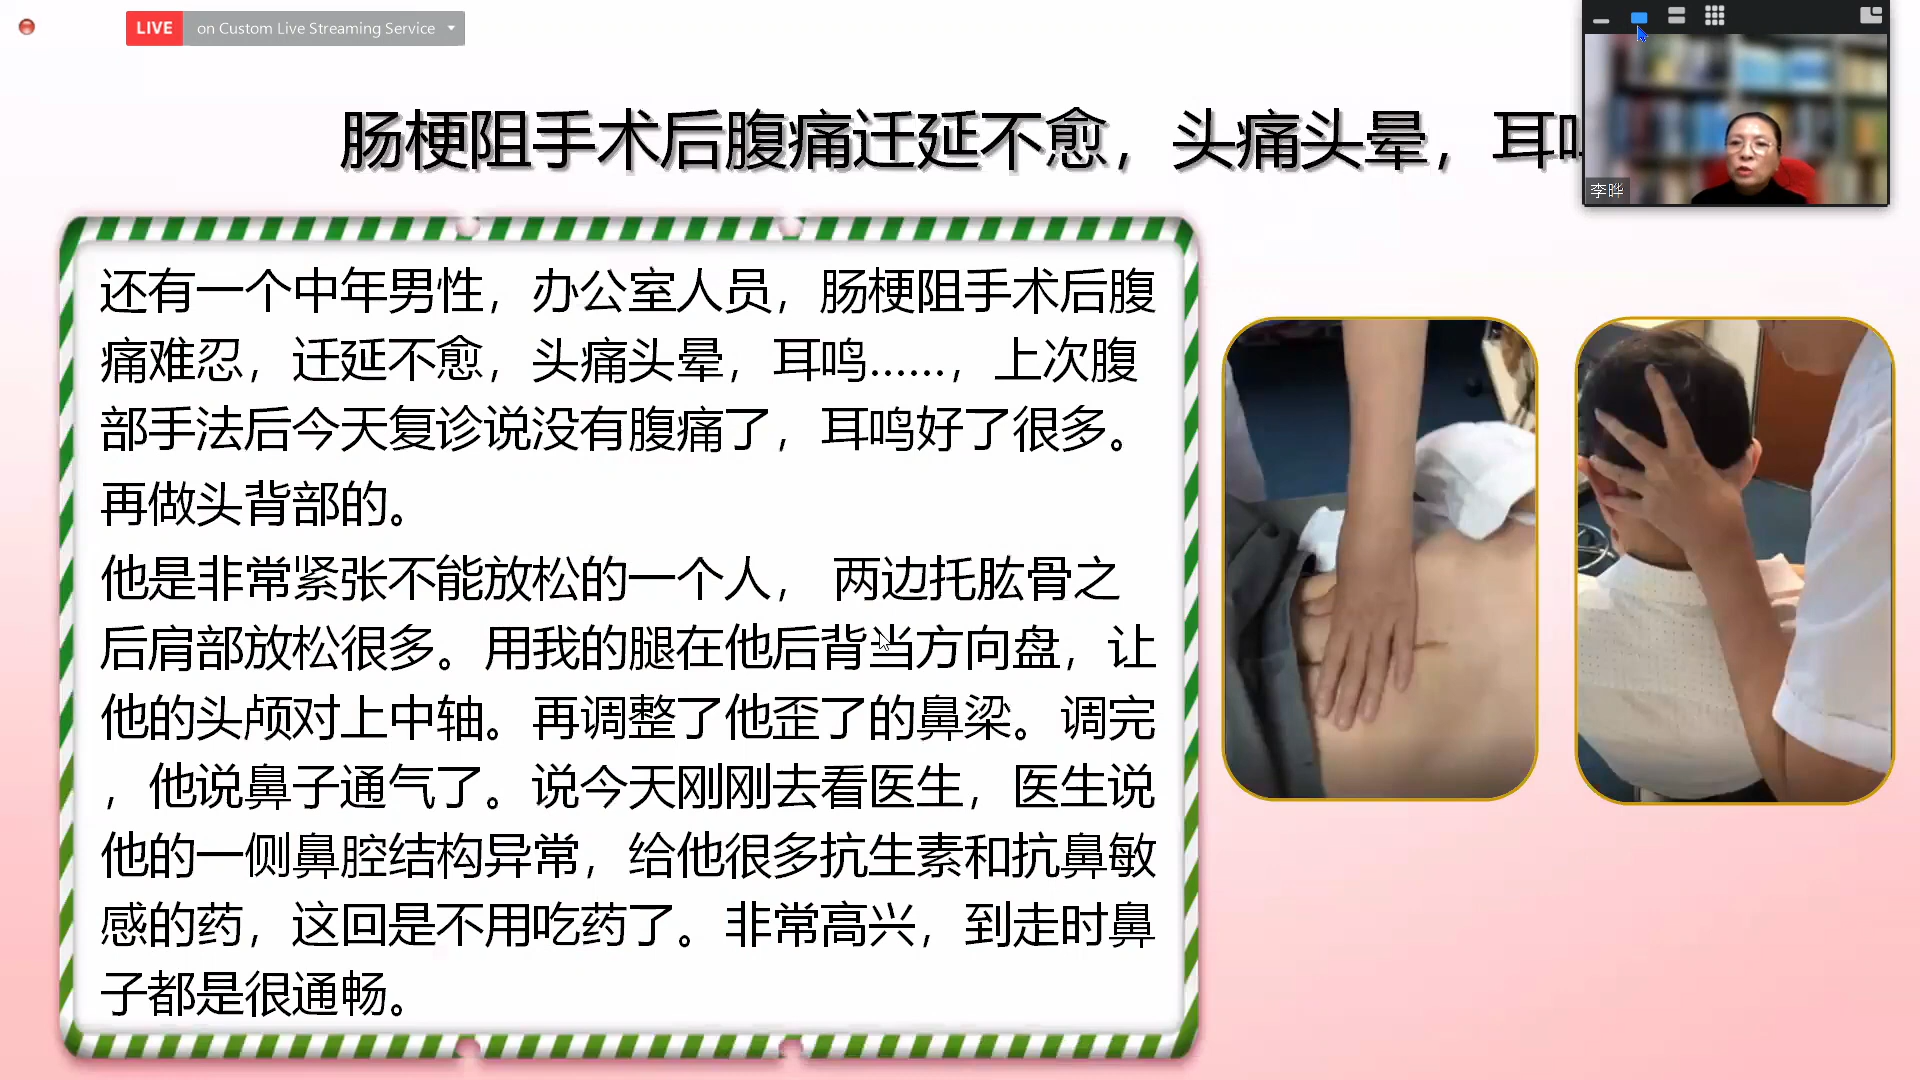 LIVE on Custom Live Streaming Service
肠梗阻手术后腹痛迁延不愈，头痛头晕，耳鸣
李晔
还有一个中年男性，办公室人员，肠梗阻手术后腹
痛难忍，迁延不愈，头痛头晕，耳鸣......，上次腹
部手法后今天复诊说没有腹痛了，耳鸣好了很多。
再做头背部的。
他是非常紧张不能放松的一个人， 两边托肱骨之
后肩部放松很多。用我的腿在他后背当方向盘，让
他的头颅对上中轴。再调整了他歪了的鼻梁。调完
，他说鼻子通气了。说今天刚刚去看医生，医生说
他的一侧鼻腔结构异常，给他很多抗生素和抗鼻敏
感的药，这回是不用吃药了。非常高兴，到走时鼻
子都是很通畅。